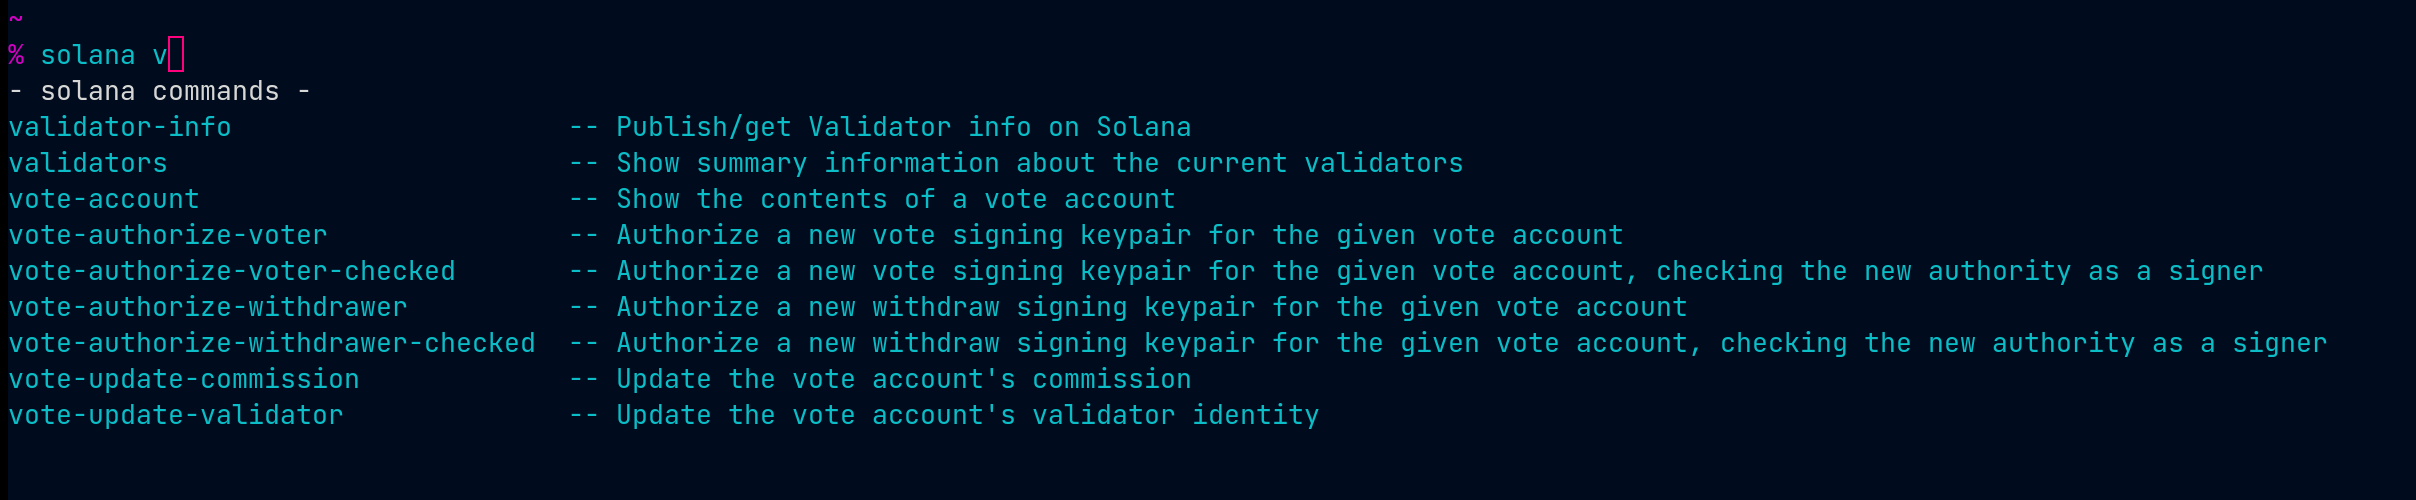 ~
% solana v
- solana commands -
validator-info -- Publish/get Validator info on Solana
validators -- Show summary information about the current validators
vote-account -- Show the contents of a vote account
vote-authorize-voter -- Authorize a new vote signing keypair for the given vote account
vote-authorize-voter-checked -- Authorize a new vote signing keypair for the given vote account, checking the new authority as a signer
vote-authorize-withdrawer -- Authorize a new withdraw signing keypair for the given vote account
vote-authorize-withdrawer-checked -- Authorize a new withdraw signing keypair for the given vote account, checking the new authority as a signer
vote-update-commission -- Update the vote account's commission
vote-update-validator -- Update the vote account's validator identity